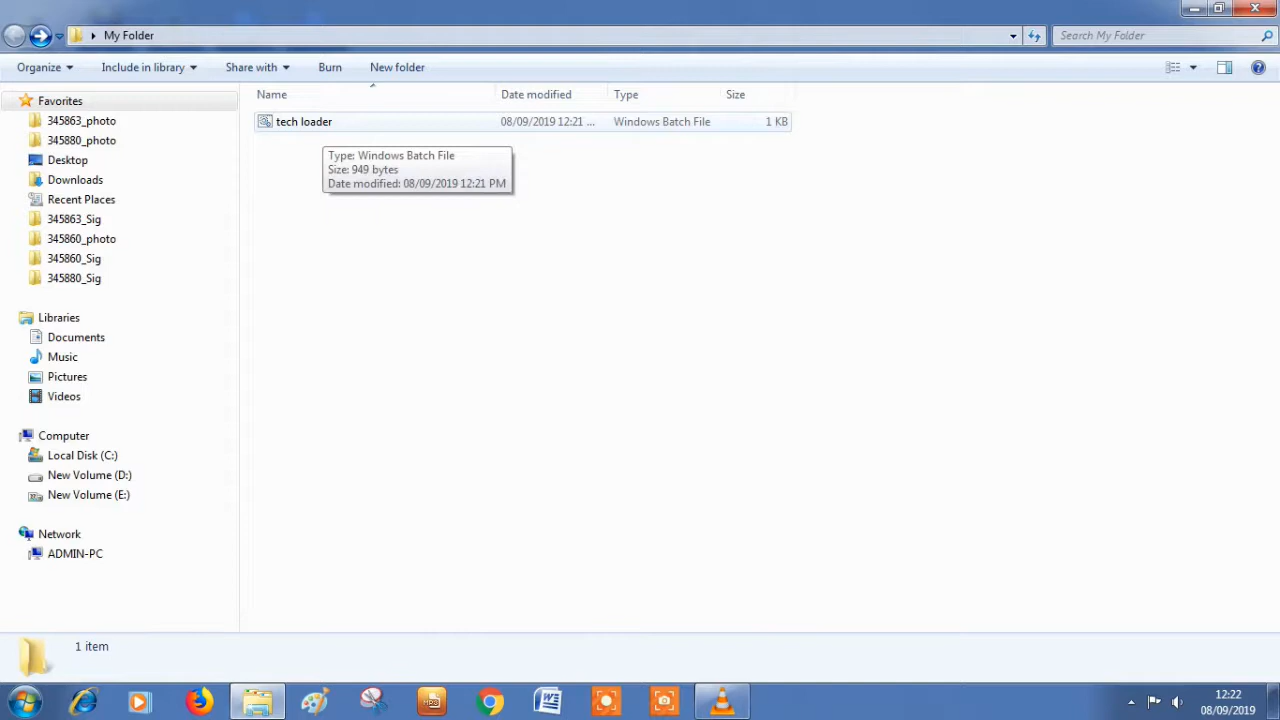 My Folder
Search My Folder
Organize
Include in library
Share with
Burn
New folder
Name
Date modified
Type
Size
tech loader
08/09/2019 12:21 ...
Windows Batch File
1 KB
Type: Windows Batch File
Size: 949 bytes
Date modified: 08/09/2019 12:21 PM
Favorites
345863_photo
345880_photo
Desktop
Downloads
Recent Places
345863_Sig
345860_photo
345860_Sig
345880_Sig
Libraries
Documents
Music
Pictures
Videos
Computer
Local Disk (C:)
New Volume (D:)
New Volume (E:)
Network
ADMIN-PC
1 item
12:22
08/09/2019